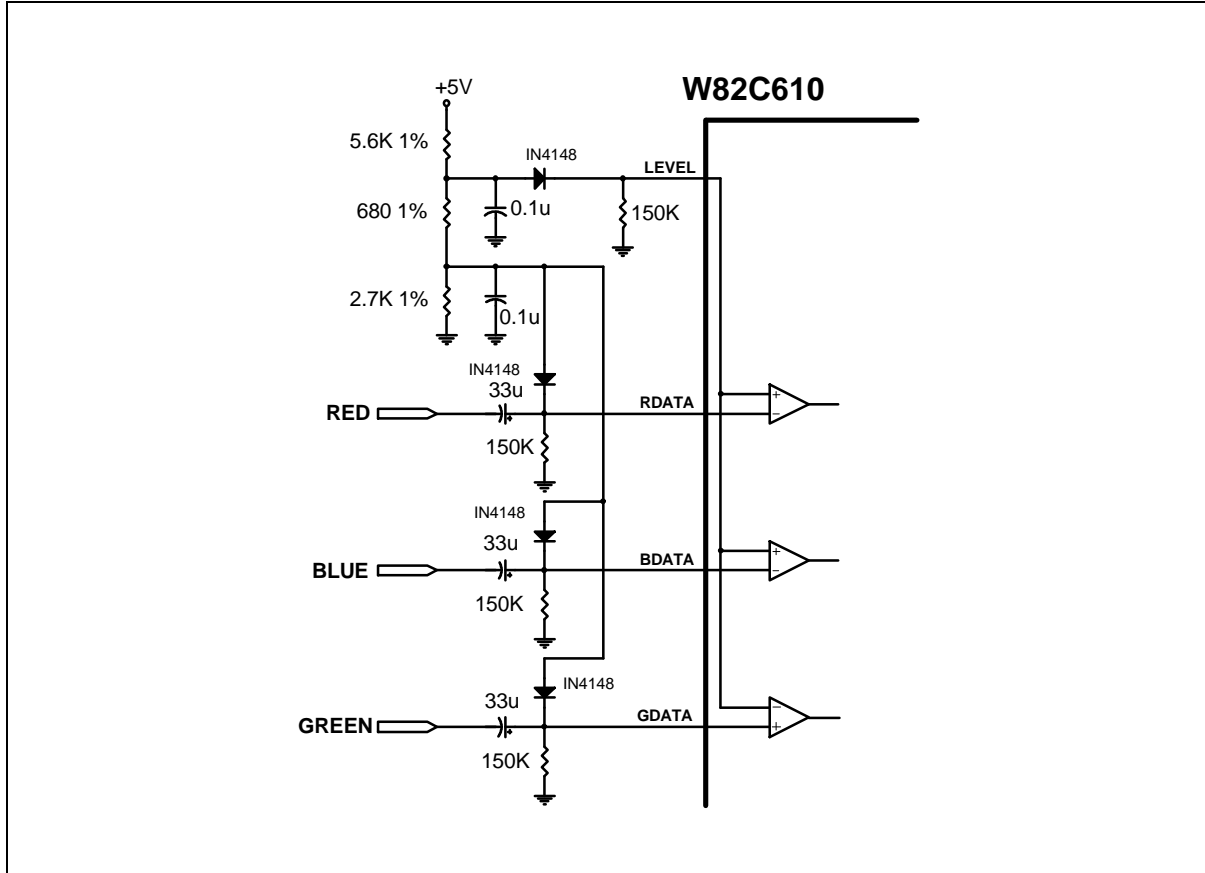 W82C610
+5V
5.6K 1%
IN4148
LEVEL
680 1%
0.1u
150K
2.7K 1%
0.1u
IN4148
33u
RED
RDATA
+
−
150K
IN4148
33u
BLUE
BDATA
+
−
150K
IN4148
33u
GREEN
GDATA
−
+
150K